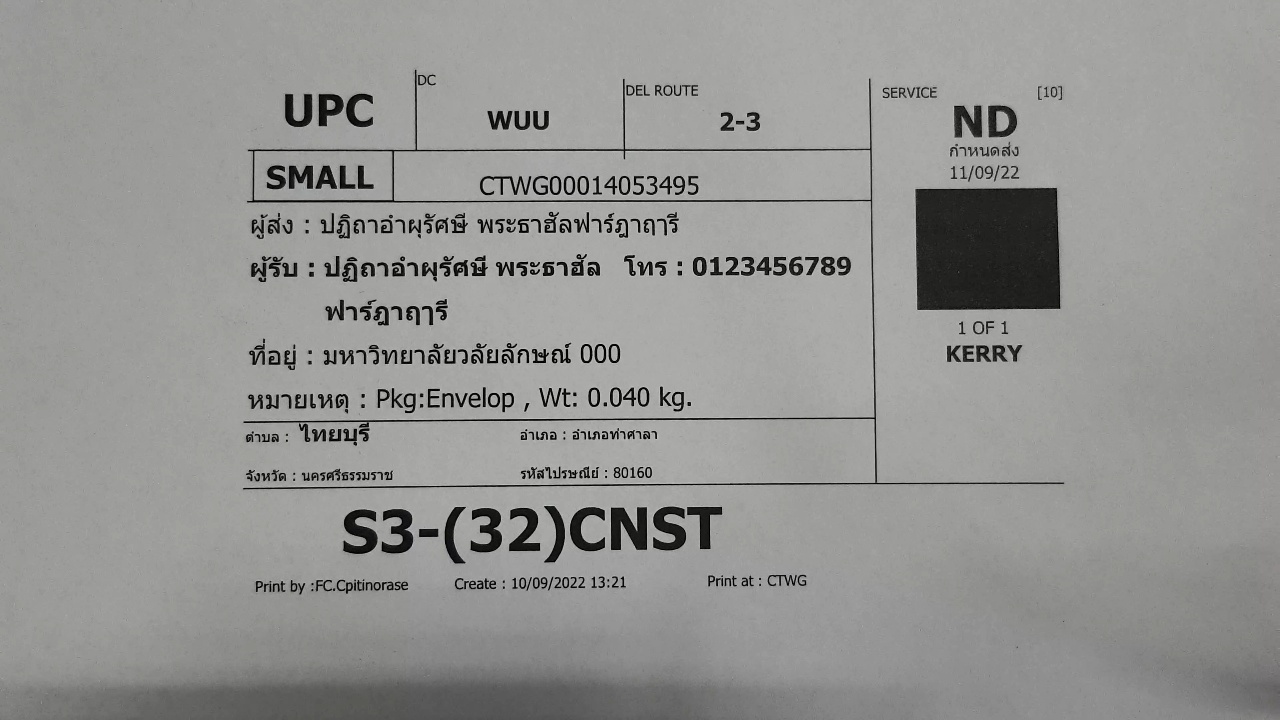 UPC
DC
WUU
DEL ROUTE
2-3
SERVICE [10]
ND
กำหนดส่ง
11/09/22
SMALL
CTWG00014053495
ผู้ส่ง : ปฏิถาอำผุรัศษี พระธาฮัลฟาร์ฎาฤๅรี
ผู้รับ : ปฏิถาอำผุรัศษี พระธาฮัล โทร : 0123456789
ฟาร์ฎาฤๅรี
1 OF 1
KERRY
ที่อยู่ : มหาวิทยาลัยวลัยลักษณ์ 000
หมายเหตุ : Pkg:Envelop , Wt: 0.040 kg.
ตำบล : ไทยบุรี อำเภอ : อำเภอท่าศาลา
จังหวัด : นครศรีธรรมราช รหัสไปรษณีย์ : 80160
S3-(32)CNST
Print by :FC.Cpitinorase Create : 10/09/2022 13:21 Print at : CTWG